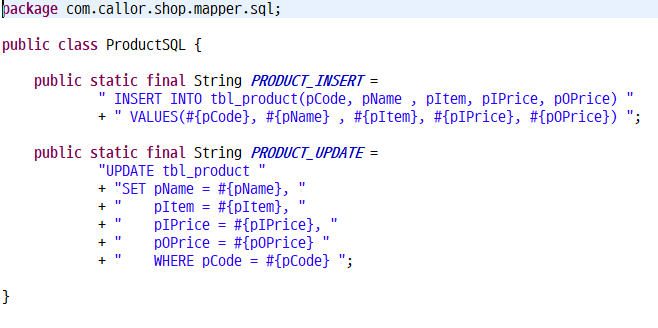 package com.callor.shop.mapper.sql;
public class ProductSQL {
public static final String PRODUCT_INSERT =
" INSERT INTO tbl_product(pCode, pName , pItem, pIPrice, pOPrice) "
+ " VALUES(#{pCode}, #{pName} , #{pItem}, #{pIPrice}, #{pOPrice}) ";
public static final String PRODUCT_UPDATE =
"UPDATE tbl_product "
+ "SET pName = #{pName}, "
+ "    pItem = #{pItem}, "
+ "    pIPrice = #{pIPrice}, "
+ "    pOPrice = #{pOPrice} "
+ "    WHERE pCode = #{pCode} ";
}